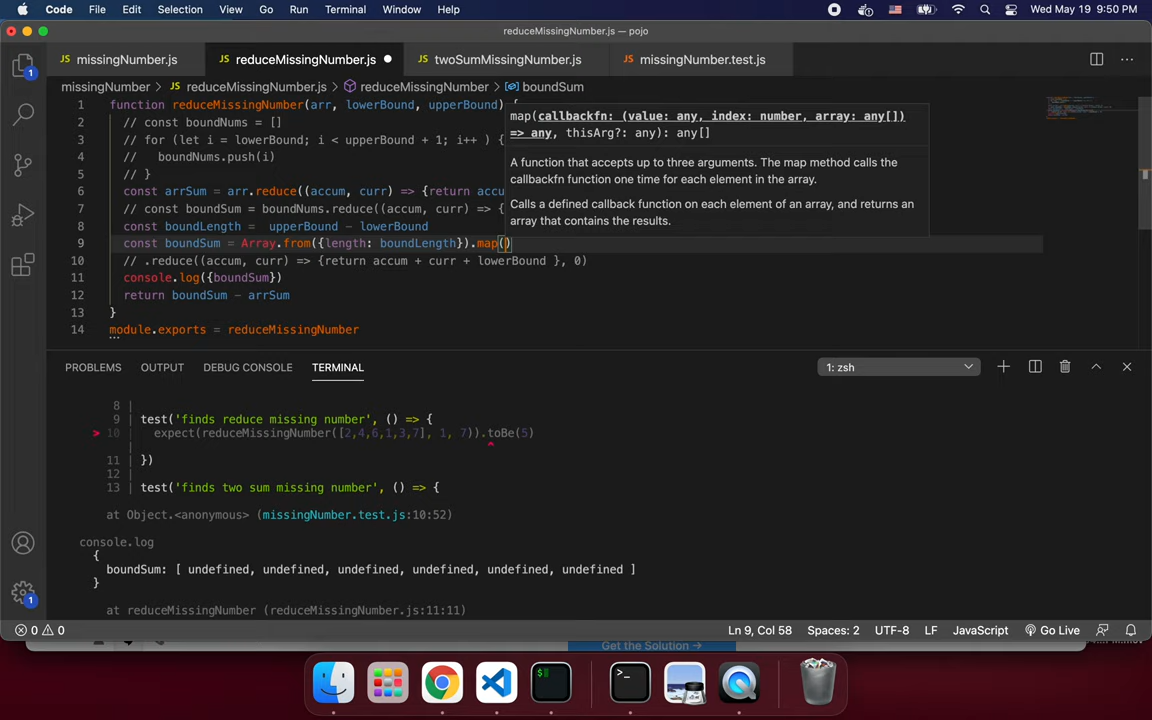 Code File Edit Selection View Go Run Terminal Window Help Wed May 19 9:50 PM
reduceMissingNumber.js — pojo
JS missingNumber.js JS reduceMissingNumber.js JS twoSumMissingNumber.js JS missingNumber.test.js
missingNumber > JS reduceMissingNumber.js > reduceMissingNumber > boundSum
1 function reduceMissingNumber(arr, lowerBound, upperBound) {
2 // const boundNums = []
3 // for (let i = lowerBound; i < upperBound + 1; i++ ) {
4 //   boundNums.push(i)
5 // }
6 const arrSum = arr.reduce((accum, curr) => {return accu
7 // const boundSum = boundNums.reduce((accum, curr) => {
8 const boundLength =  upperBound - lowerBound
9 const boundSum = Array.from({length: boundLength}).map()
10 // .reduce((accum, curr) => {return accum + curr + lowerBound }, 0)
11 console.log({boundSum})
12 return boundSum - arrSum
13 }
14 module.exports = reduceMissingNumber
map(callbackfn: (value: any, index: number, array: any[])
=> any, thisArg?: any): any[]
A function that accepts up to three arguments. The map method calls the
callbackfn function one time for each element in the array.
Calls a defined callback function on each element of an array, and returns an
array that contains the results.
PROBLEMS OUTPUT DEBUG CONSOLE TERMINAL 1: zsh
8 |
9 | test('finds reduce missing number', () => {
> 10 |   expect(reduceMissingNumber([2,4,6,1,3,7], 1, 7)).toBe(5)
|                                                  ^
11 | })
12 |
13 | test('finds two sum missing number', () => {
at Object.<anonymous> (missingNumber.test.js:10:52)
console.log
{
boundSum: [ undefined, undefined, undefined, undefined, undefined, undefined ]
}
at reduceMissingNumber (reduceMissingNumber.js:11:11)
0 0 Ln 9, Col 58 Spaces: 2 UTF-8 LF JavaScript Go Live
Get the Solution →